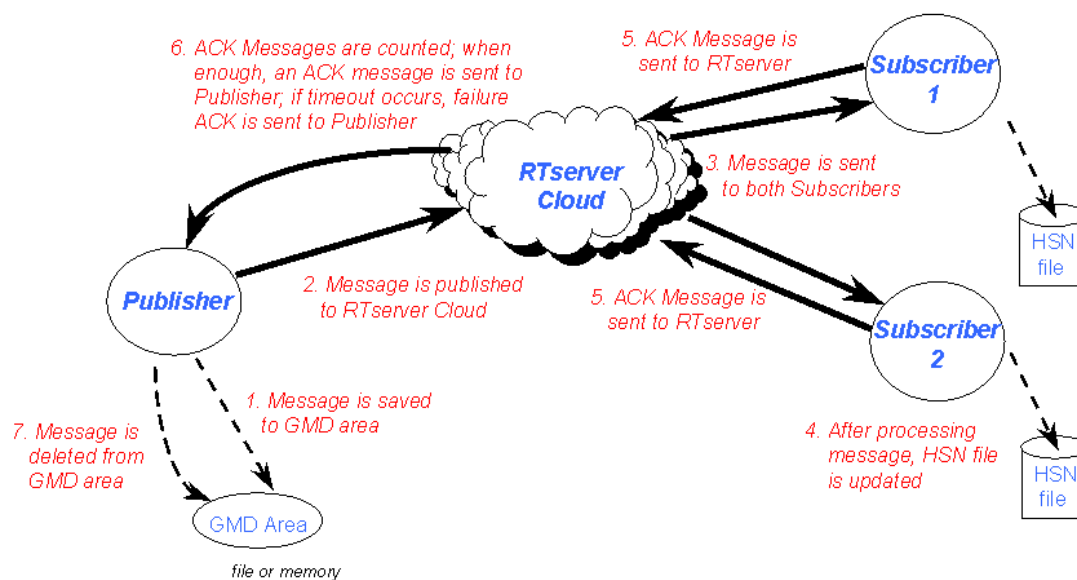 6. ACK Messages are counted; when
enough, an ACK message is sent to
Publisher; if timeout occurs, failure
ACK is sent to Publisher
5. ACK Message is
sent to RTserver
Subscriber
1
RTserver
Cloud
3. Message is sent
to both Subscribers
HSN
file
Publisher
2. Message is published
to RTserver Cloud
5. ACK Message is
sent to RTserver
Subscriber
2
1. Message is saved
to GMD area
7. Message is
deleted from
GMD area
4. After processing
message, HSN file
is updated
HSN
file
GMD Area
file or memory